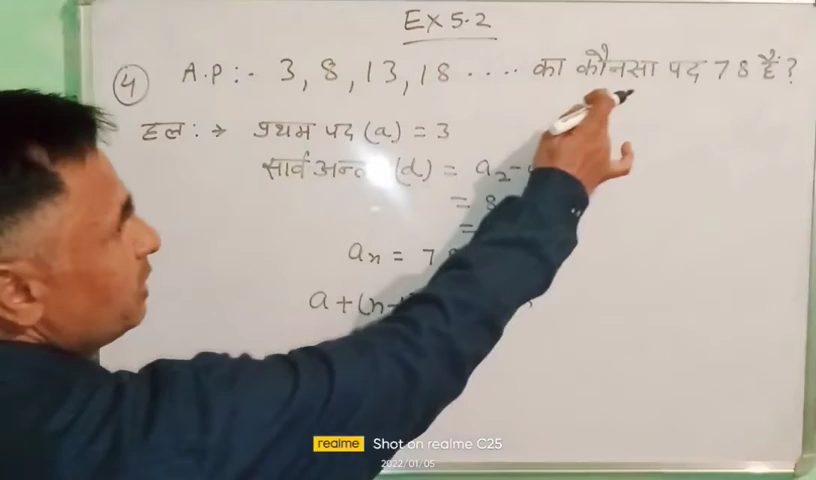 Ex 5.2
(4) A.P :- 3, 8, 13, 18 .... का कौनसा पद 78 है ?
हल :→ प्रथम पद (a) = 3
सार्व (d) = a₂ -
= 8
=
aₙ = 7
a + (n
realme Shot on realme C25
2022/01/05